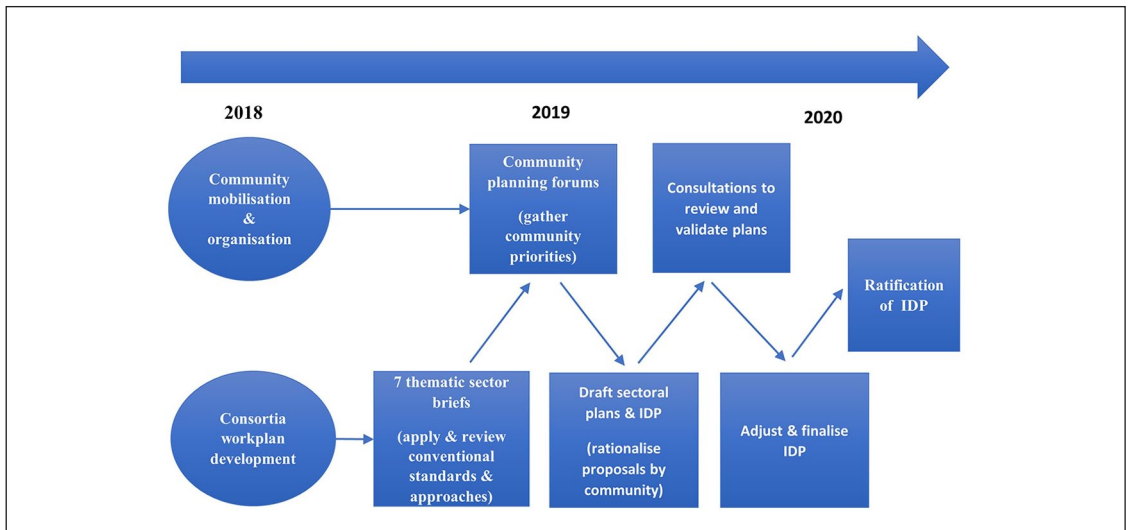 2018
2019
2020
Community
mobilisation
&
organisation
Community
planning forums
(gather
community
priorities)
Consultations to
review and
validate plans
Ratification
of IDP
Consortia
workplan
development
7 thematic sector
briefs
(apply & review
conventional
standards &
approaches)
Draft sectoral
plans & IDP
(rationalise
proposals by
community)
Adjust & finalise
IDP